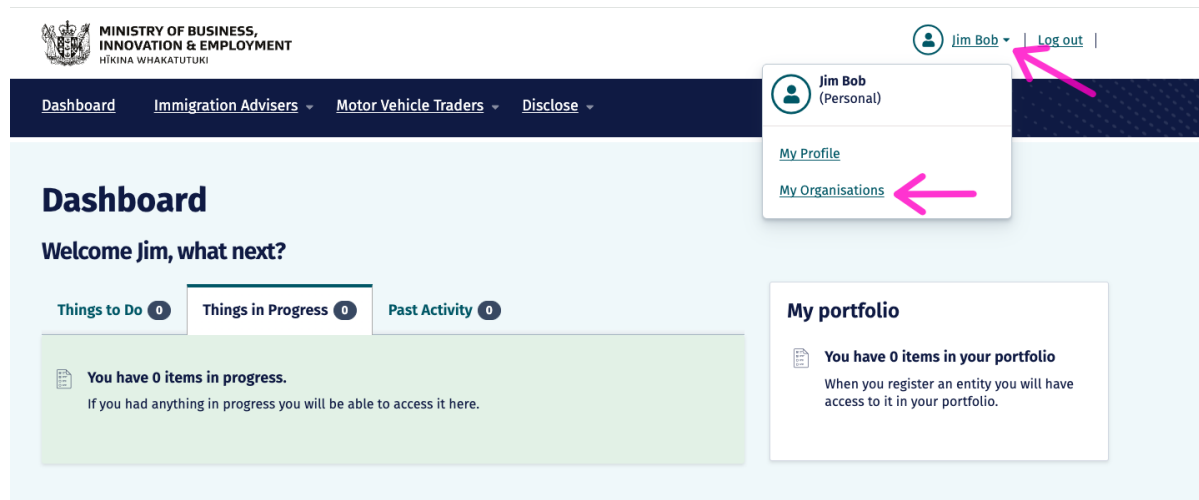 MINISTRY OF BUSINESS,
INNOVATION & EMPLOYMENT
HĪKINA WHAKATUTUKI
Jim Bob | Log out |
Jim Bob
(Personal)
My Profile
My Organisations
Dashboard Immigration Advisers Motor Vehicle Traders Disclose
Dashboard
Welcome Jim, what next?
Things to Do 0 Things in Progress 0 Past Activity 0
You have 0 items in progress.
If you had anything in progress you will be able to access it here.
My portfolio
You have 0 items in your portfolio
When you register an entity you will have
access to it in your portfolio.